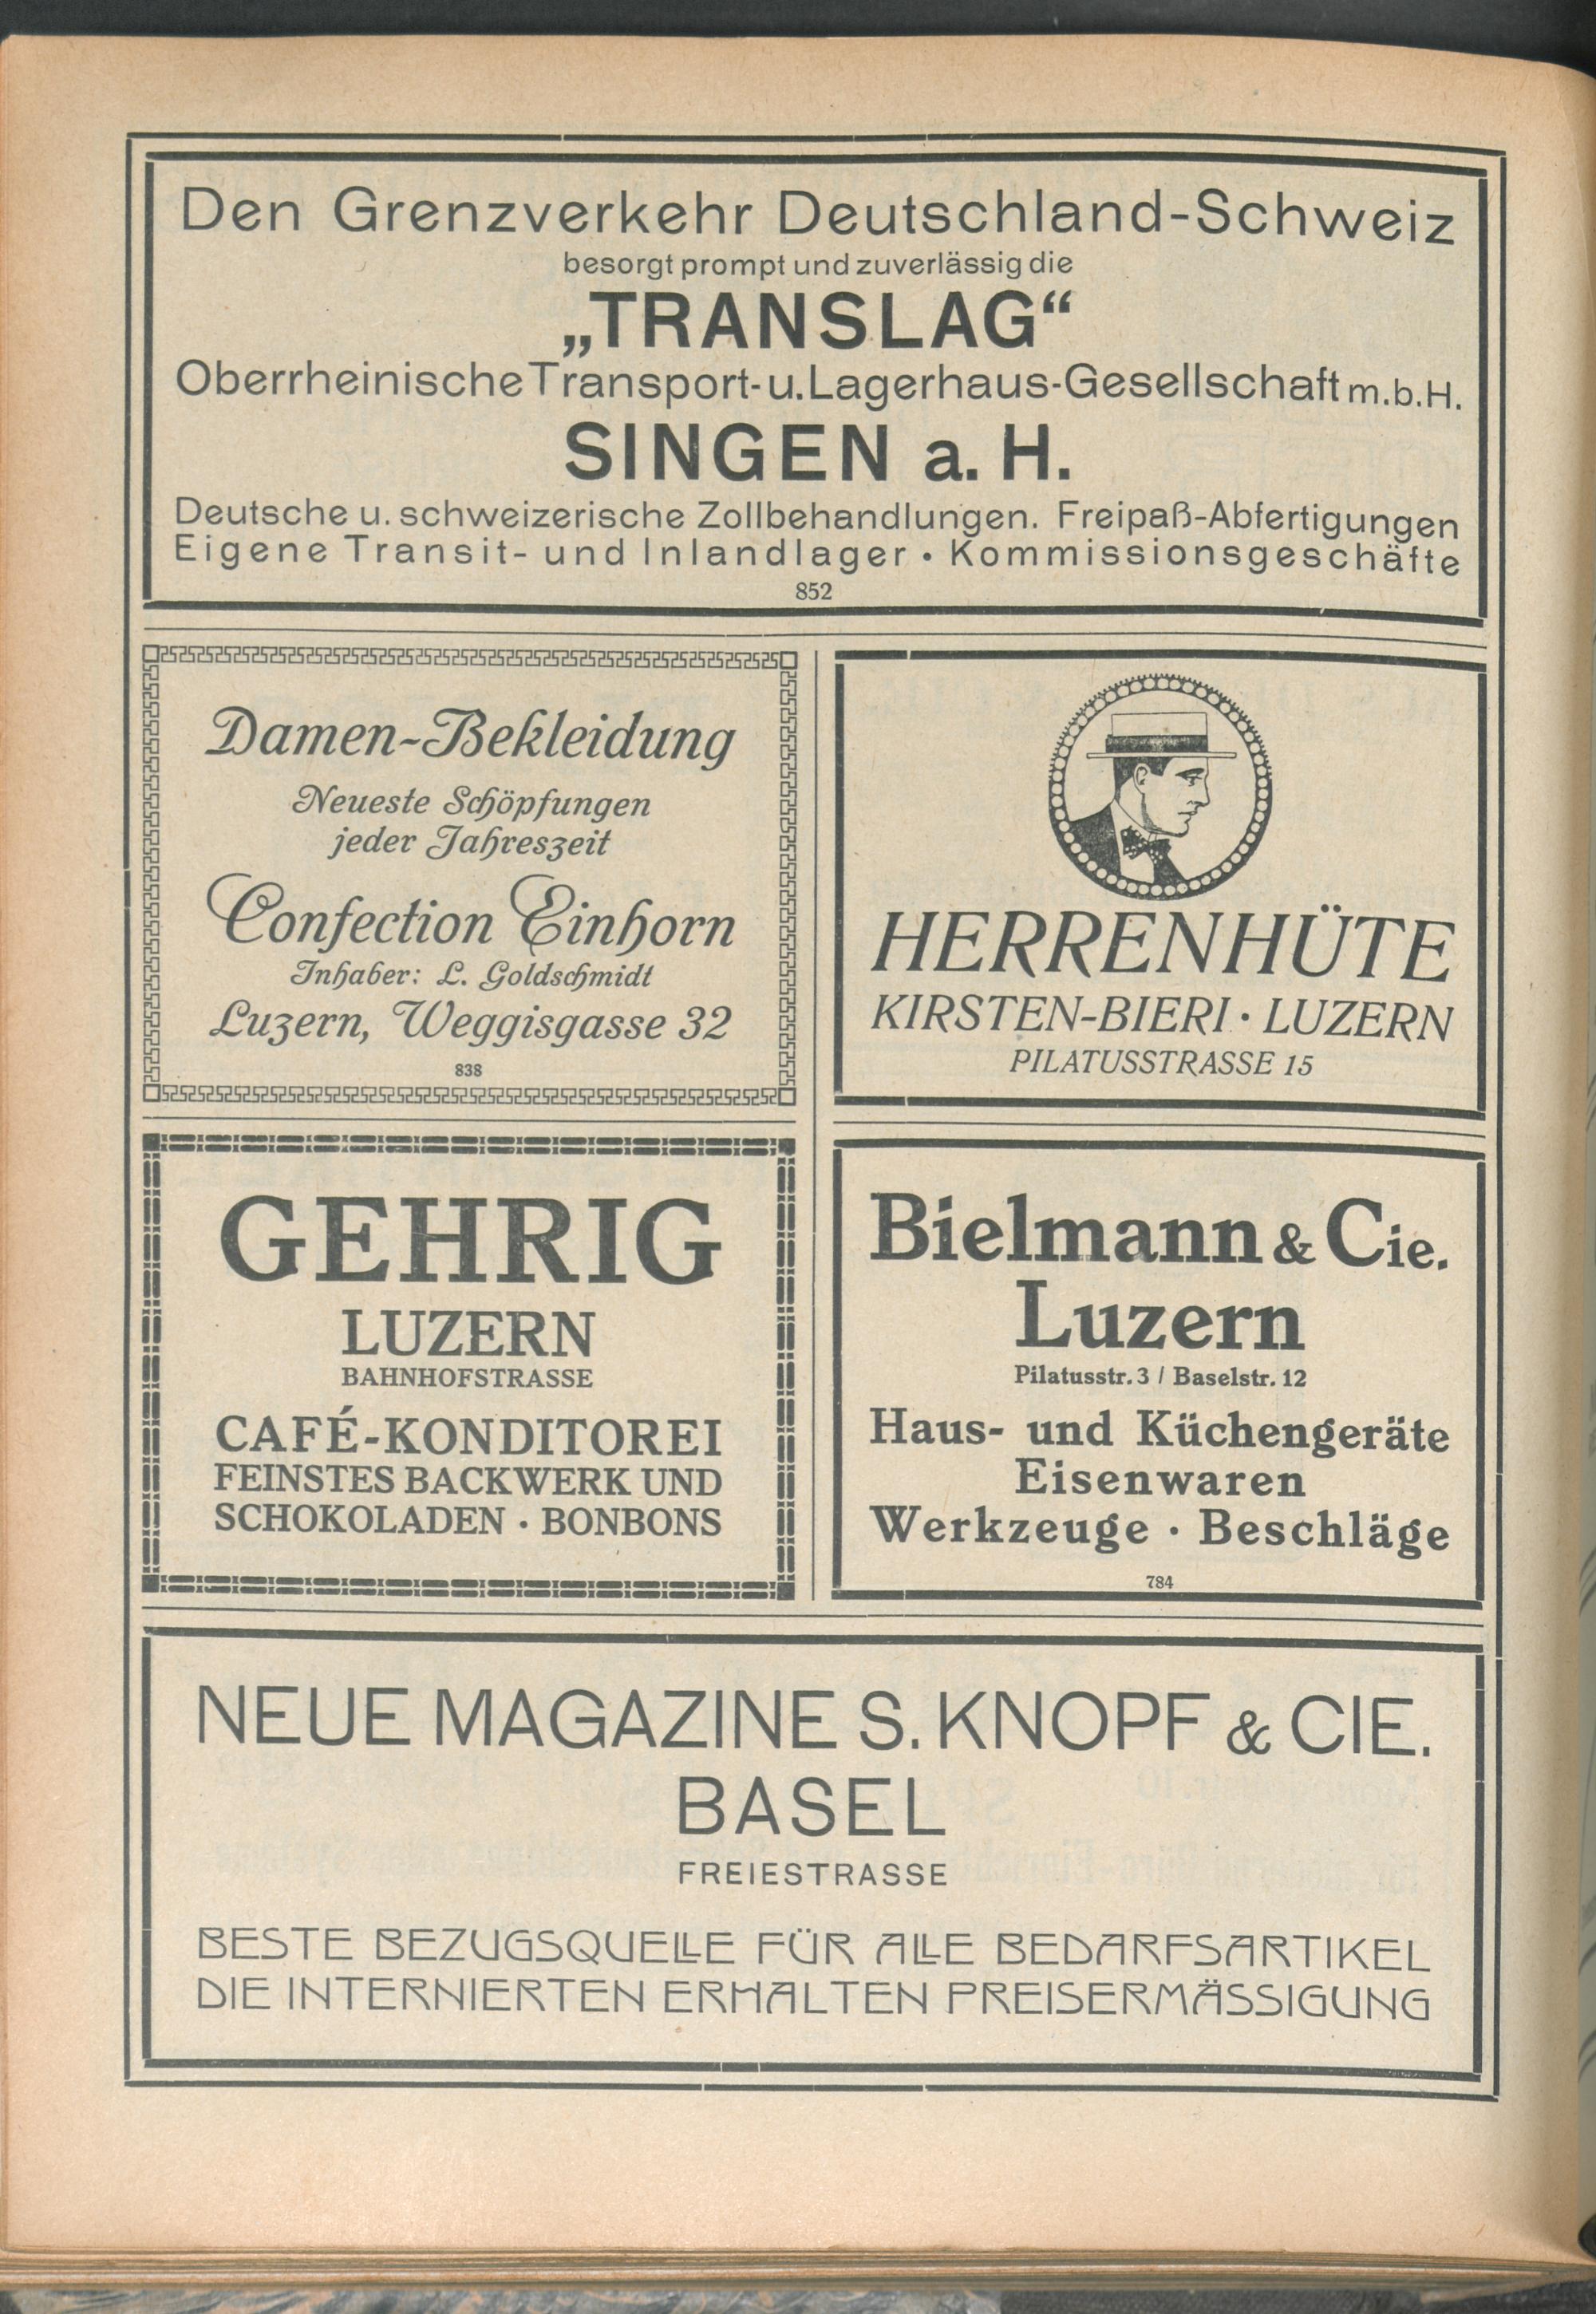 Den Grenzverkehr Deutschland-Schweiz
besorgt prompt und zuverlässig die
„TRANSLAG“
Oberrheinische Transport- u. Lagerhaus-Gesellschaft m.b.H.
SINGEN a. H.
Deutsche u. schweizerische Zollbehandlungen. Freipaß-Abfertigungen
Eigene Transit- und Inlandlager • Kommissionsgeschäfte
852
Damen-Bekleidung
Neueste Schöpfungen
jeder Jahreszeit
Confection Einhorn
Inhaber: L. Goldschmidt
Luzern, Weggisgasse 32
838
HERRENHÜTE
KIRSTEN-BIERI · LUZERN
PILATUSSTRASSE 15
GEHRIG
LUZERN
BAHNHOFSTRASSE
CAFÉ-KONDITOREI
FEINSTES BACKWERK UND
SCHOKOLADEN · BONBONS
Bielmann & Cie.
Luzern
Pilatusstr. 3 / Baselstr. 12
Haus- und Küchengeräte
Eisenwaren
Werkzeuge · Beschläge
784
NEUE MAGAZINE S. KNOPF & CIE.
BASEL
FREIESTRASSE
BESTE BEZUGSQUELLE FÜR ALLE BEDARFSARTIKEL
DIE INTERNIERTEN ERHALTEN PREISERMÄSSIGUNG